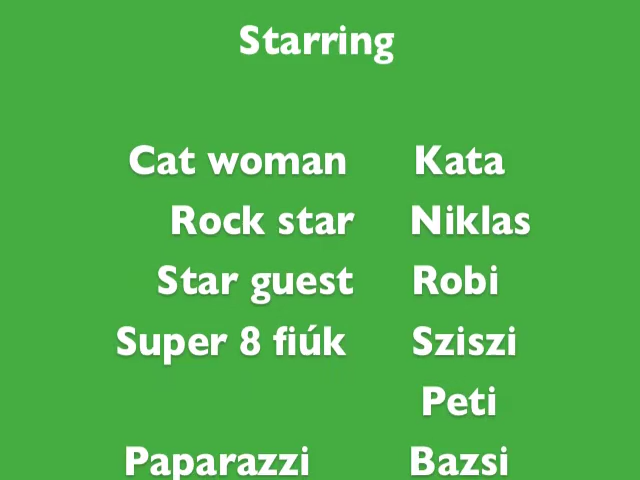 Starring
Cat woman Kata
Rock star Niklas
Star guest Robi
Super 8 fiúk Sziszi
Peti
Paparazzi Bazsi